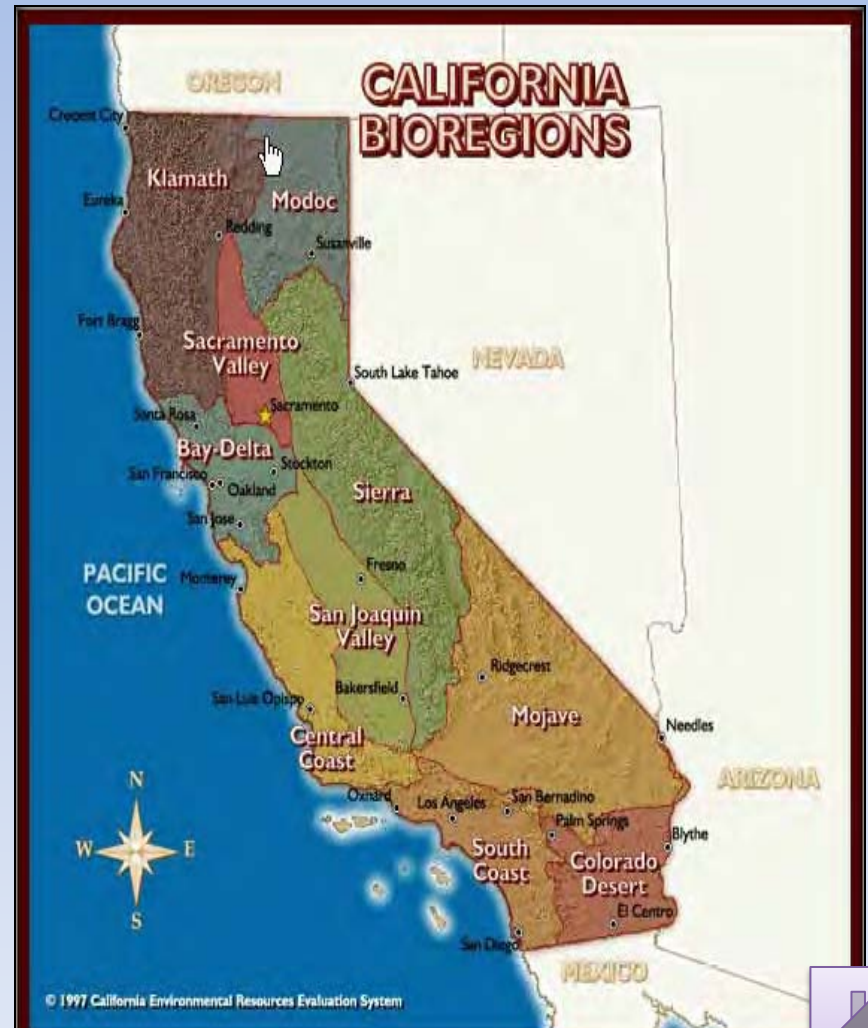 OREGON
CALIFORNIA
BIOREGIONS
Crecent City
Klamath
Modoc
Eureka
Redding
Susanville
Fort Bragg
Sacramento
Valley
NEVADA
South Lake Tahoe
Santa Rosa
Sacramento
Bay-Delta
Stockton
San Francisco
Oakland
Sierra
San Jose
PACIFIC
OCEAN
Monterey
Fresno
San Joaquin
Valley
Ridgecrest
Bakersfield
San Luis Opispo
Mojave
Needles
Central
Coast
ARIZONA
N
W
E
S
Oxnard
Los Angeles
San Bernadino
Palm Springs
Blythe
South
Coast
Colorado
Desert
El Centro
San Diego
MEXICO
© 1997 California Environmental Resources Evaluation System